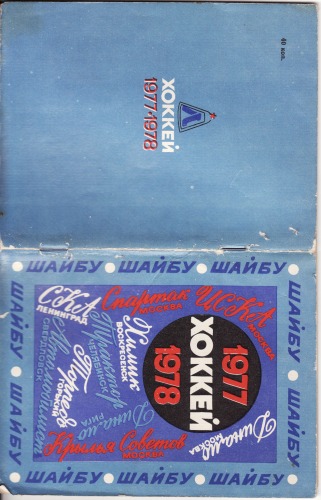 40 коп.
ХОККЕЙ
1977-1978
Л
ШАЙБУ • ШАЙБУ • ШАЙБУ
ШАЙБУ
ШАЙБУ
ШАЙБУ
ШАЙБУ
СКА
ЛЕНИНГРАД
Спартак
МОСКВА
ЦСКА
МОСКВА
Химик
ВОСКРЕСЕНСК
Трактор
ЧЕЛЯБИНСК
Торпедо
ГОРЬКИЙ
Автомобилист
СВЕРДЛОВСК
Динамо
РИГА
Крылья Советов
МОСКВА
Динамо
МОСКВА
1977
ХОККЕЙ
1978
ШАЙБУ • ШАЙБУ • ШАЙБУ